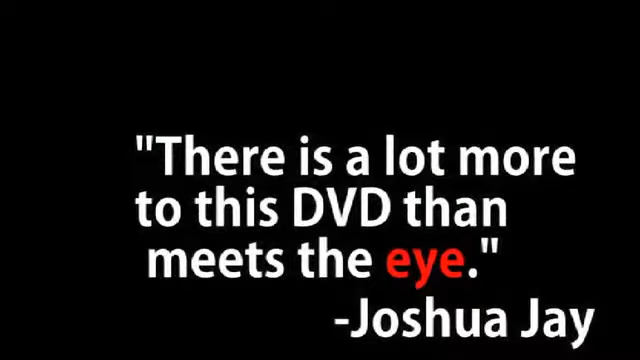 "There is a lot more
to this DVD than
meets the eye."
-Joshua Jay